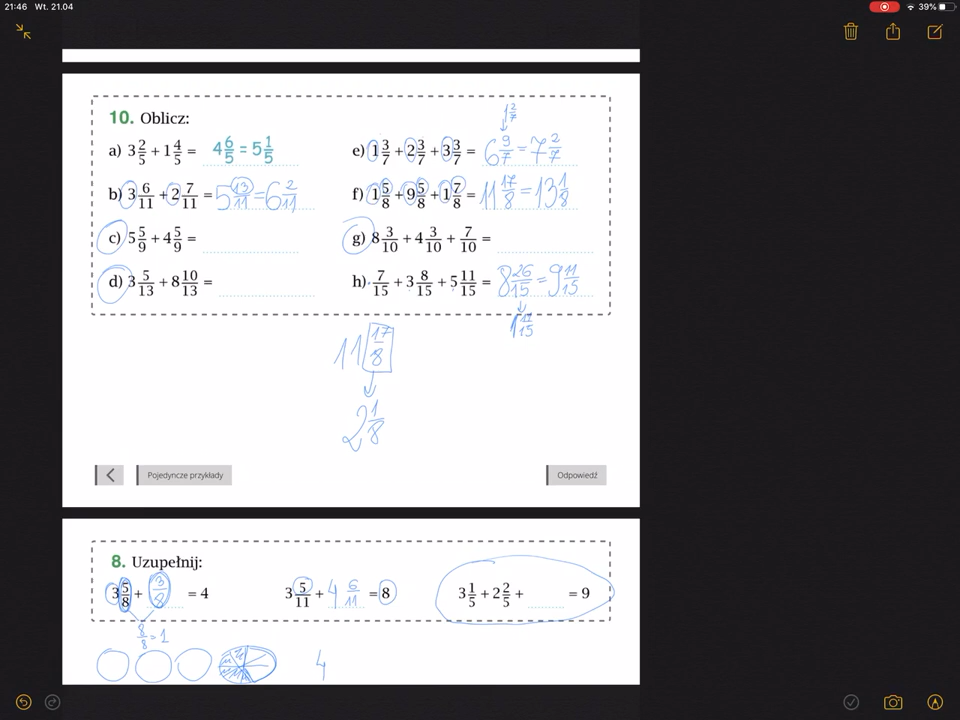 21:46 Wt. 21.04
39%
10. Oblicz:
a) 3 2/5 + 1 4/5 = 4 6/5 = 5 1/5
b) 3 6/11 + 2 7/11 = 5 13/11 = 6 2/11
c) 5 5/9 + 4 5/9 =
d) 3 5/13 + 8 10/13 =
1 2/7
e) 1 3/7 + 2 3/7 + 3 3/7 = 6 9/7 = 7 2/7
f) 1 5/8 + 9 5/8 + 1 7/8 = 11 17/8 = 13 1/8
g) 8 3/10 + 4 3/10 + 7/10 =
h) 7/15 + 3 8/15 + 5 11/15 = 8 26/15 = 9 11/15
1 11/15
11 17/8
2 1/8
Pojedyncze przykłady
Odpowiedź
8. Uzupełnij:
3 5/8 + 3/8 = 4
3 5/11 + 4 6/11 = 8
3 1/5 + 2 2/5 + = 9
8/8 = 1
4